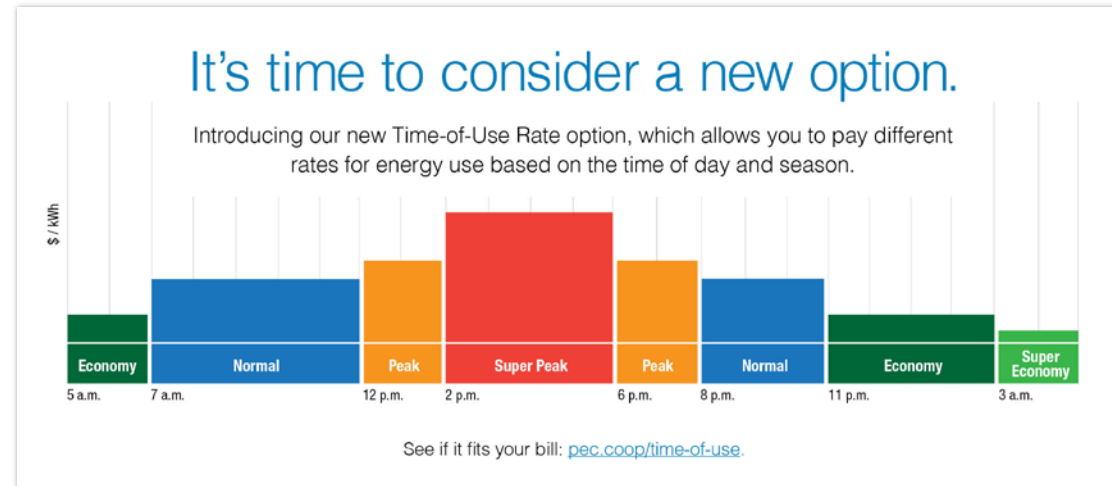 It's time to consider a new option.
Introducing our new Time-of-Use Rate option, which allows you to pay different
rates for energy use based on the time of day and season.
$ / kWh
Economy
Normal
Peak
Super Peak
Peak
Normal
Economy
Super
Economy
5 a.m.
7 a.m.
12 p.m.
2 p.m.
6 p.m.
8 p.m.
11 p.m.
3 a.m.
See if it fits your bill: pec.coop/time-of-use.